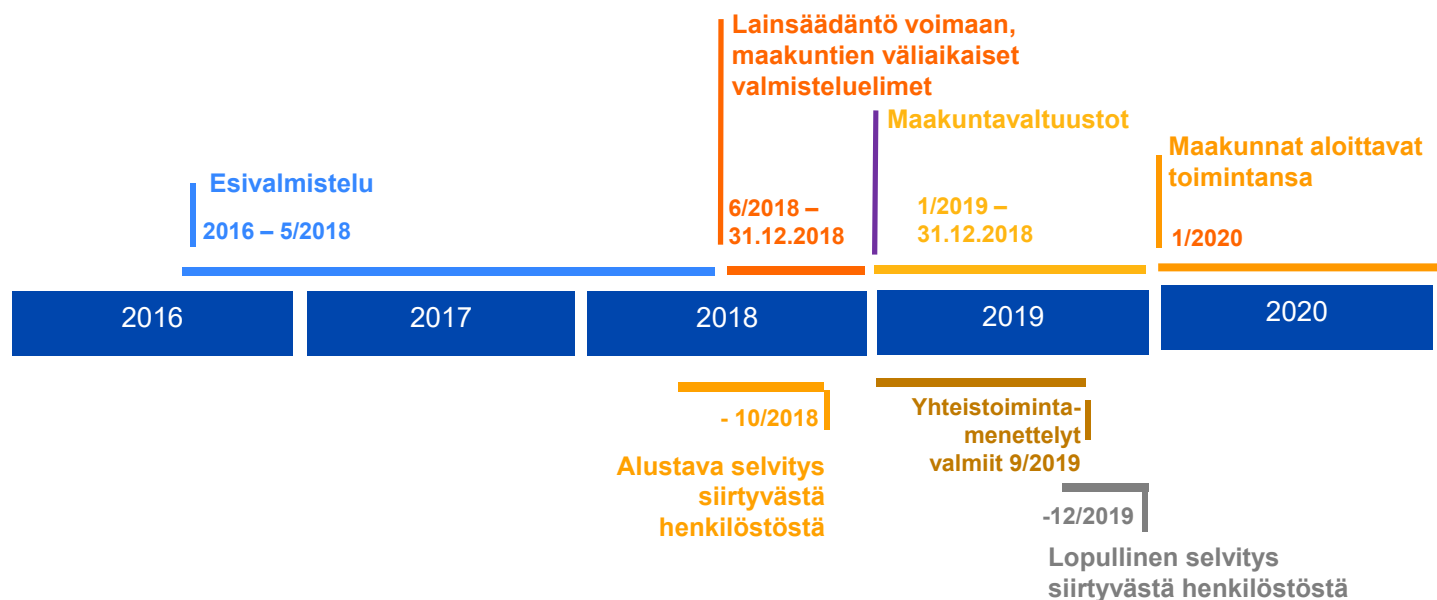 Lainsäädäntö voimaan,
maakuntien väliaikaiset
valmisteluelimet
Maakuntavaltuustot
Maakunnat aloittavat
toimintansa
Esivalmistelu
2016 – 5/2018
6/2018 –
31.12.2018
1/2019 –
31.12.2018
1/2020
2016
2017
2018
2019
2020
- 10/2018
Alustava selvitys
siirtyvästä
henkilöstöstä
Yhteistoiminta-
menettelyt
valmiit 9/2019
-12/2019
Lopullinen selvitys
siirtyvästä henkilöstöstä